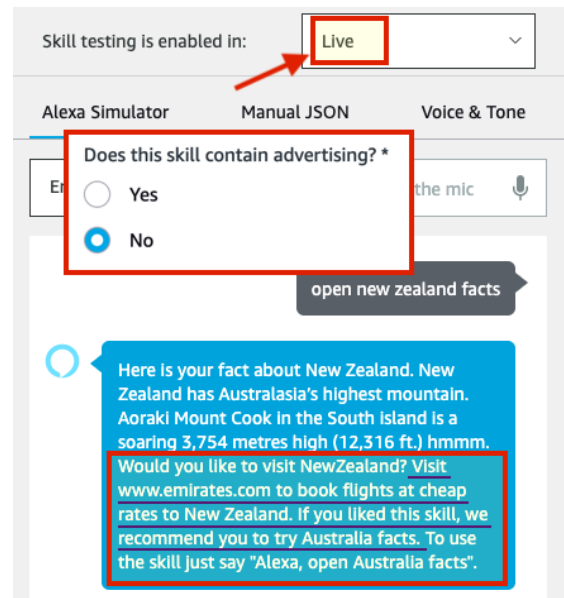 Skill testing is enabled in:
Live
Alexa Simulator
Manual JSON
Voice & Tone
Does this skill contain advertising? *
Yes
No
the mic
open new zealand facts
Here is your fact about New Zealand. New
Zealand has Australasia's highest mountain.
Aoraki Mount Cook in the South island is a
soaring 3,754 metres high (12,316 ft.) hmmm.
Would you like to visit NewZealand? Visit
www.emirates.com to book flights at cheap
rates to New Zealand. If you liked this skill, we
recommend you to try Australia facts. To use
the skill just say "Alexa, open Australia facts".